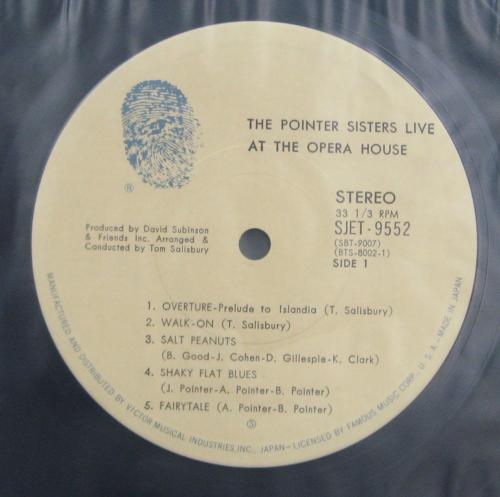 THE POINTER SISTERS LIVE
AT THE OPERA HOUSE
®
STEREO
33 1/3 RPM
SJET-9552
(SBT-9007)
(BTS-8002-1)
SIDE 1
Produced by David Subinson
& Friends Inc. Arranged &
Conducted by Tom Salisbury
1. OVERTURE-Prelude to Islandia (T. Salisbury)
2. WALK-ON (T. Salisbury)
3. SALT PEANUTS
(B. Good-J. Cohen-D. Gillespie-K. Clark)
4. SHAKY FLAT BLUES
(J. Pointer-A. Pointer-B. Pointer)
5. FAIRYTALE (A. Pointer-B. Pointer)
MANUFACTURED AND DISTRIBUTED BY VICTOR MUSICAL INDUSTRIES, INC., JAPAN-LICENSED BY FAMOUS MUSIC CORP. U.S.A-MADE IN JAPAN